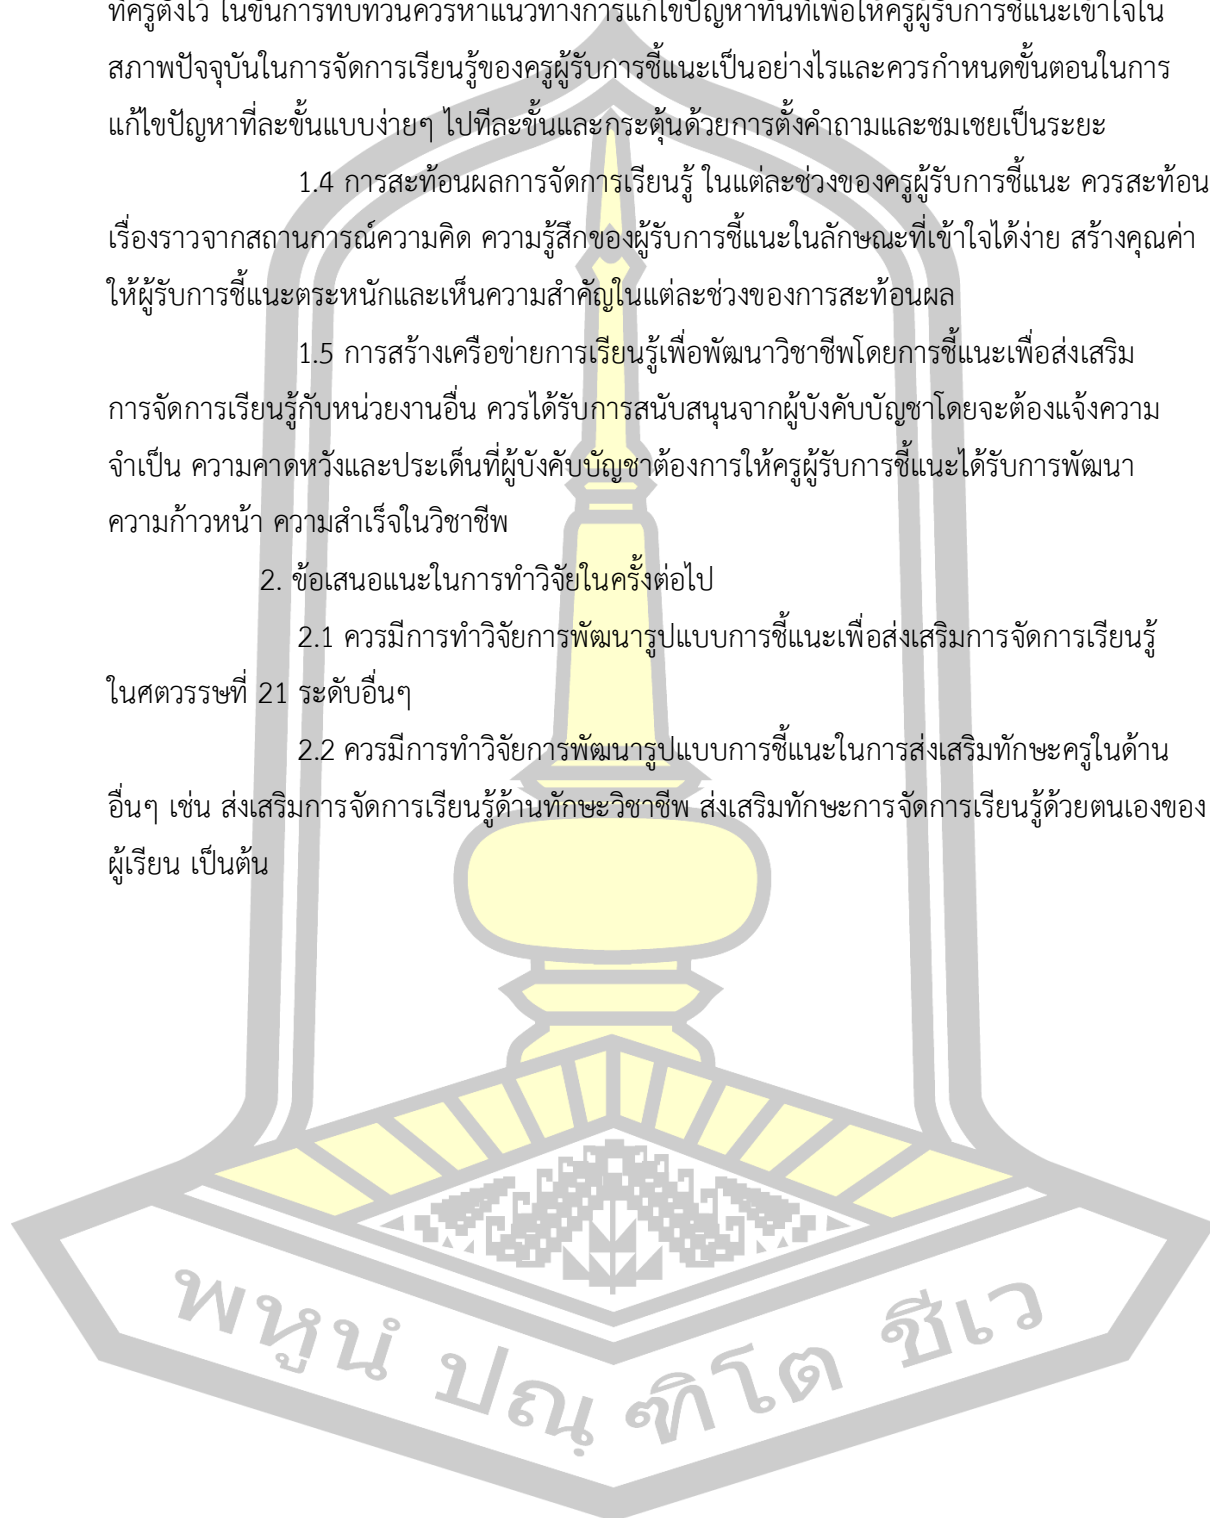 ที่ครูตั้งไว้ ในขั้นการทบทวนควรหาแนวทางการแก้ไขปัญหาทันทีเพื่อให้ครูผู้รับการชี้แนะเข้าใจใน
สภาพปัจจุบันในการจัดการเรียนรู้ของครูผู้รับการชี้แนะเป็นอย่างไรและควรกำหนดขั้นตอนในการ
แก้ไขปัญหาที่ละขั้นแบบง่ายๆ ไปทีละขั้นและกระตุ้นด้วยการตั้งคำถามและชมเชยเป็นระยะ
1.4 การสะท้อนผลการจัดการเรียนรู้ ในแต่ละช่วงของครูผู้รับการชี้แนะ ควรสะท้อน
เรื่องราวจากสถานการณ์ความคิด ความรู้สึกของผู้รับการชี้แนะในลักษณะที่เข้าใจได้ง่าย สร้างคุณค่า
ให้ผู้รับการชี้แนะตระหนักและเห็นความสำคัญในแต่ละช่วงของการสะท้อนผล
1.5 การสร้างเครือข่ายการเรียนรู้เพื่อพัฒนาวิชาชีพโดยการชี้แนะเพื่อส่งเสริม
การจัดการเรียนรู้กับหน่วยงานอื่น ควรได้รับการสนับสนุนจากผู้บังคับบัญชาโดยจะต้องแจ้งความ
จำเป็น ความคาดหวังและประเด็นที่ผู้บังคับบัญชาต้องการให้ครูผู้รับการชี้แนะได้รับการพัฒนา
ความก้าวหน้า ความสำเร็จในวิชาชีพ
2. ข้อเสนอแนะในการทำวิจัยในครั้งต่อไป
2.1 ควรมีการทำวิจัยการพัฒนารูปแบบการชี้แนะเพื่อส่งเสริมการจัดการเรียนรู้
ในศตวรรษที่ 21 ระดับอื่นๆ
2.2 ควรมีการทำวิจัยการพัฒนารูปแบบการชี้แนะในการส่งเสริมทักษะครูในด้าน
อื่นๆ เช่น ส่งเสริมการจัดการเรียนรู้ด้านทักษะวิชาชีพ ส่งเสริมทักษะการจัดการเรียนรู้ด้วยตนเองของ
ผู้เรียน เป็นต้น
พหูนํ ปณฺฑิโต ชีเว